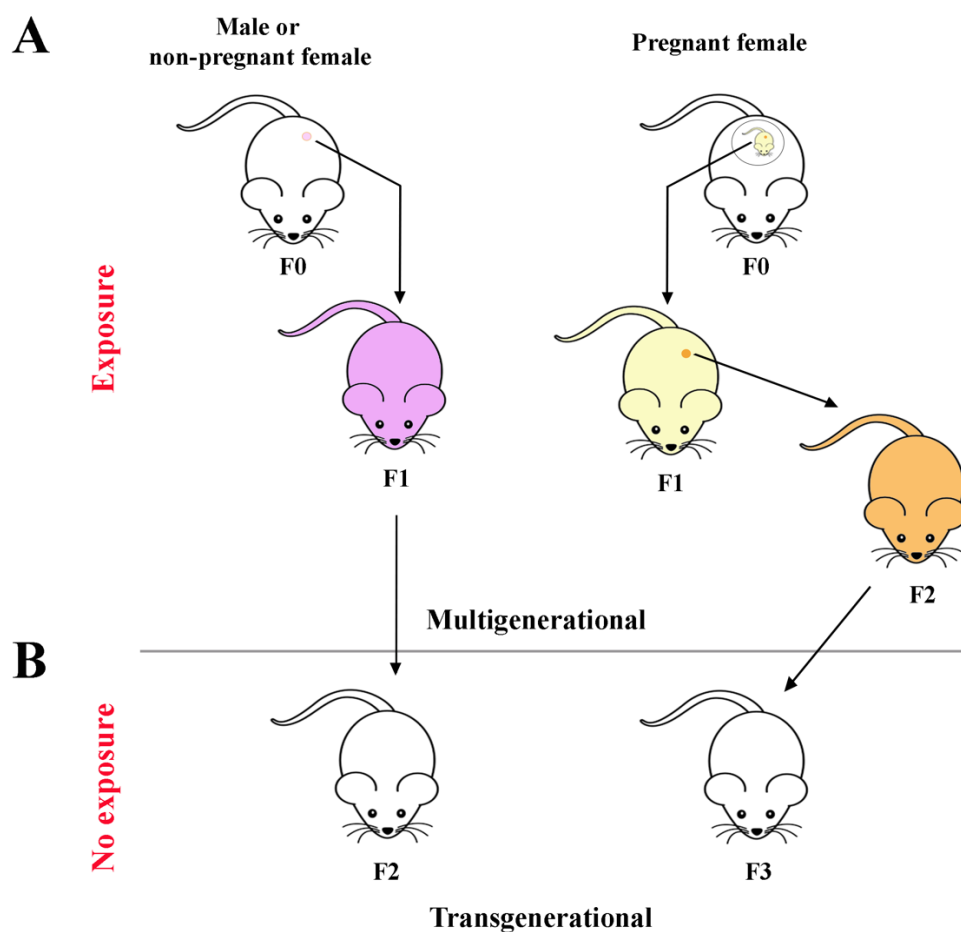 A
Male or
non-pregnant female
Pregnant female
F0
F0
Exposure
F1
F1
F2
Multigenerational
B
No exposure
F2
F3
Transgenerational